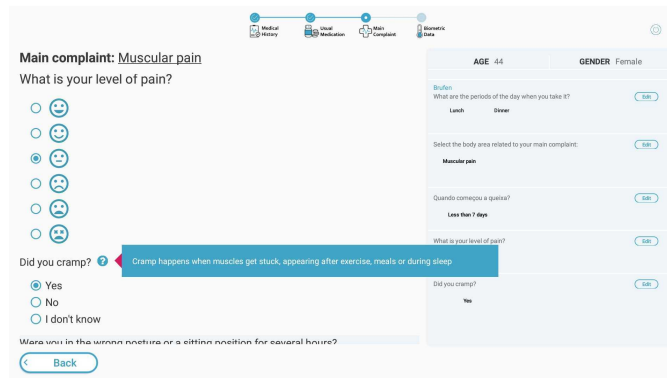 Medical
History
Usual
Medication
Main
Complaint
Biometric
Data
Main complaint: Muscular pain
What is your level of pain?
Did you cramp? ?
Cramp happens when muscles get stuck, appearing after exercise, meals or during sleep
Yes
No
I don't know
Were you in the wrong posture or a sitting position for several hours?
Back
AGE 44 GENDER Female
Brufen
What are the periods of the day when you take it? Edit
Lunch Dinner
Select the body area related to your main complaint: Edit
Muscular pain
Quando começou a queixa? Edit
Less than 7 days
What is your level of pain? Edit
Did you cramp? Edit
Yes